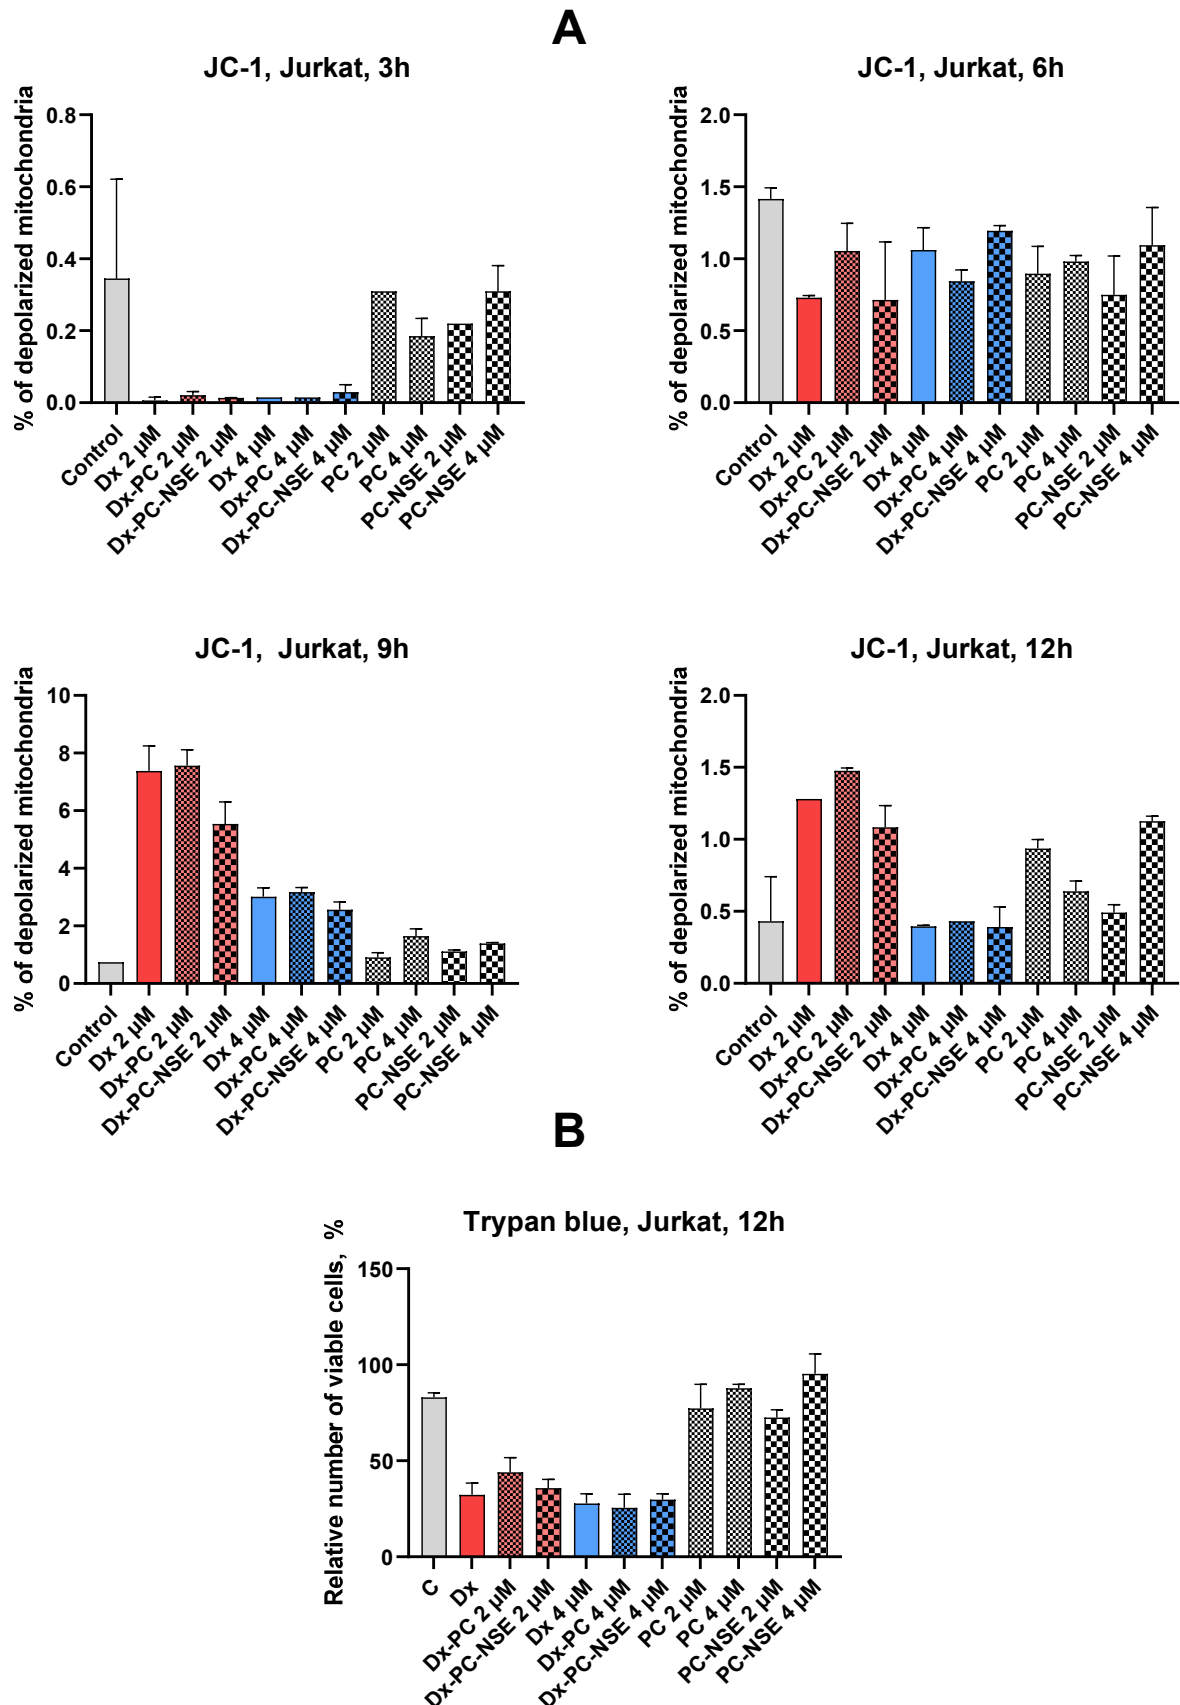 A
JC-1, Jurkat, 3h
% of depolarized mitochondria
0.8
0.6
0.4
0.2
0.0
Control
Dx 2 µM
Dx-PC 2 µM
Dx-PC-NSE 2 µM
Dx 4 µM
Dx-PC 4 µM
Dx-PC-NSE 4 µM
PC 2 µM
PC 4 µM
PC-NSE 2 µM
PC-NSE 4 µM
JC-1, Jurkat, 6h
% of depolarized mitochondria
2.0
1.5
1.0
0.5
0.0
Control
Dx 2 µM
Dx-PC 2 µM
Dx-PC-NSE 2 µM
Dx 4 µM
Dx-PC 4 µM
Dx-PC-NSE 4 µM
PC 2 µM
PC 4 µM
PC-NSE 2 µM
PC-NSE 4 µM
JC-1, Jurkat, 9h
% of depolarized mitochondria
10
8
6
4
2
0
Control
Dx 2 µM
Dx-PC 2 µM
Dx-PC-NSE 2 µM
Dx 4 µM
Dx-PC 4 µM
Dx-PC-NSE 4 µM
PC 2 µM
PC 4 µM
PC-NSE 2 µM
PC-NSE 4 µM
JC-1, Jurkat, 12h
% of depolarized mitochondria
2.0
1.5
1.0
0.5
0.0
Control
Dx 2 µM
Dx-PC 2 µM
Dx-PC-NSE 2 µM
Dx 4 µM
Dx-PC 4 µM
Dx-PC-NSE 4 µM
PC 2 µM
PC 4 µM
PC-NSE 2 µM
PC-NSE 4 µM
B
Trypan blue, Jurkat, 12h
Relative number of viable cells, %
150
100
50
0
C
Dx
Dx-PC 2 µM
Dx-PC-NSE 2 µM
Dx 4 µM
Dx-PC 4 µM
Dx-PC-NSE 4 µM
PC 2 µM
PC 4 µM
PC-NSE 2 µM
PC-NSE 4 µM